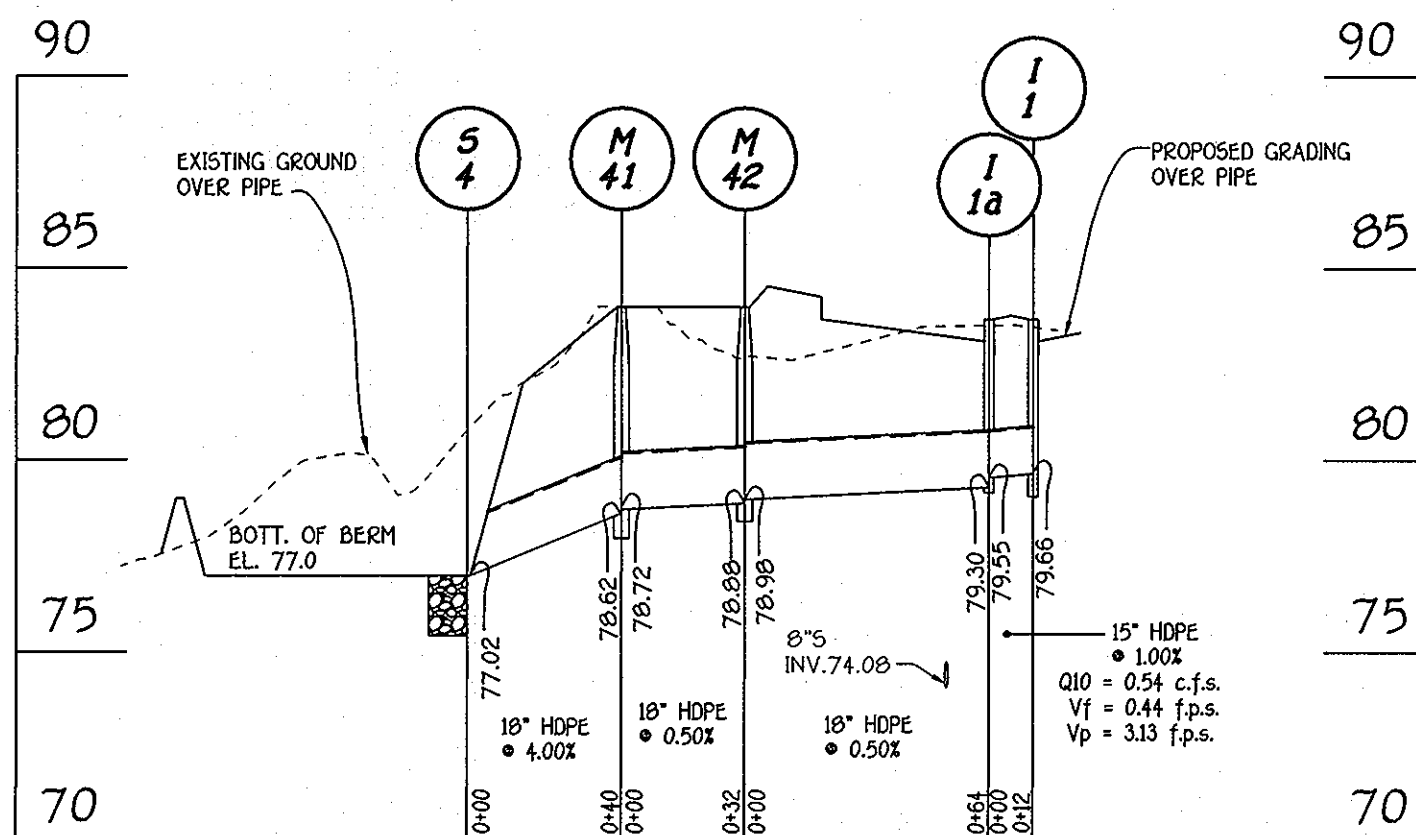 90
90
I
1
S
4
M
41
M
42
I
1a
EXISTING GROUND
OVER PIPE
PROPOSED GRADING
OVER PIPE
85
85
80
80
BOTT. OF BERM
EL. 77.0
77.02
78.62
78.72
78.88
78.98
79.30
79.55
79.66
75
75
8"S
INV.74.08
15" HDPE
@ 1.00%
Q10 = 0.54 c.f.s.
Vf = 0.44 f.p.s.
Vp = 3.13 f.p.s.
18" HDPE
@ 4.00%
18" HDPE
@ 0.50%
18" HDPE
@ 0.50%
70
70
0+00
0+40
0+00
0+32
0+00
0+64
0+00
0+12